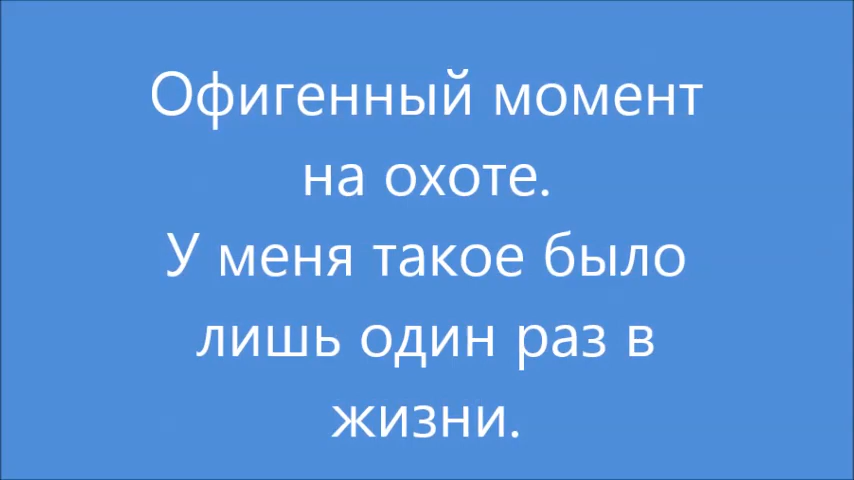 Офигенный момент
на охоте.
У меня такое было
лишь один раз в
жизни.